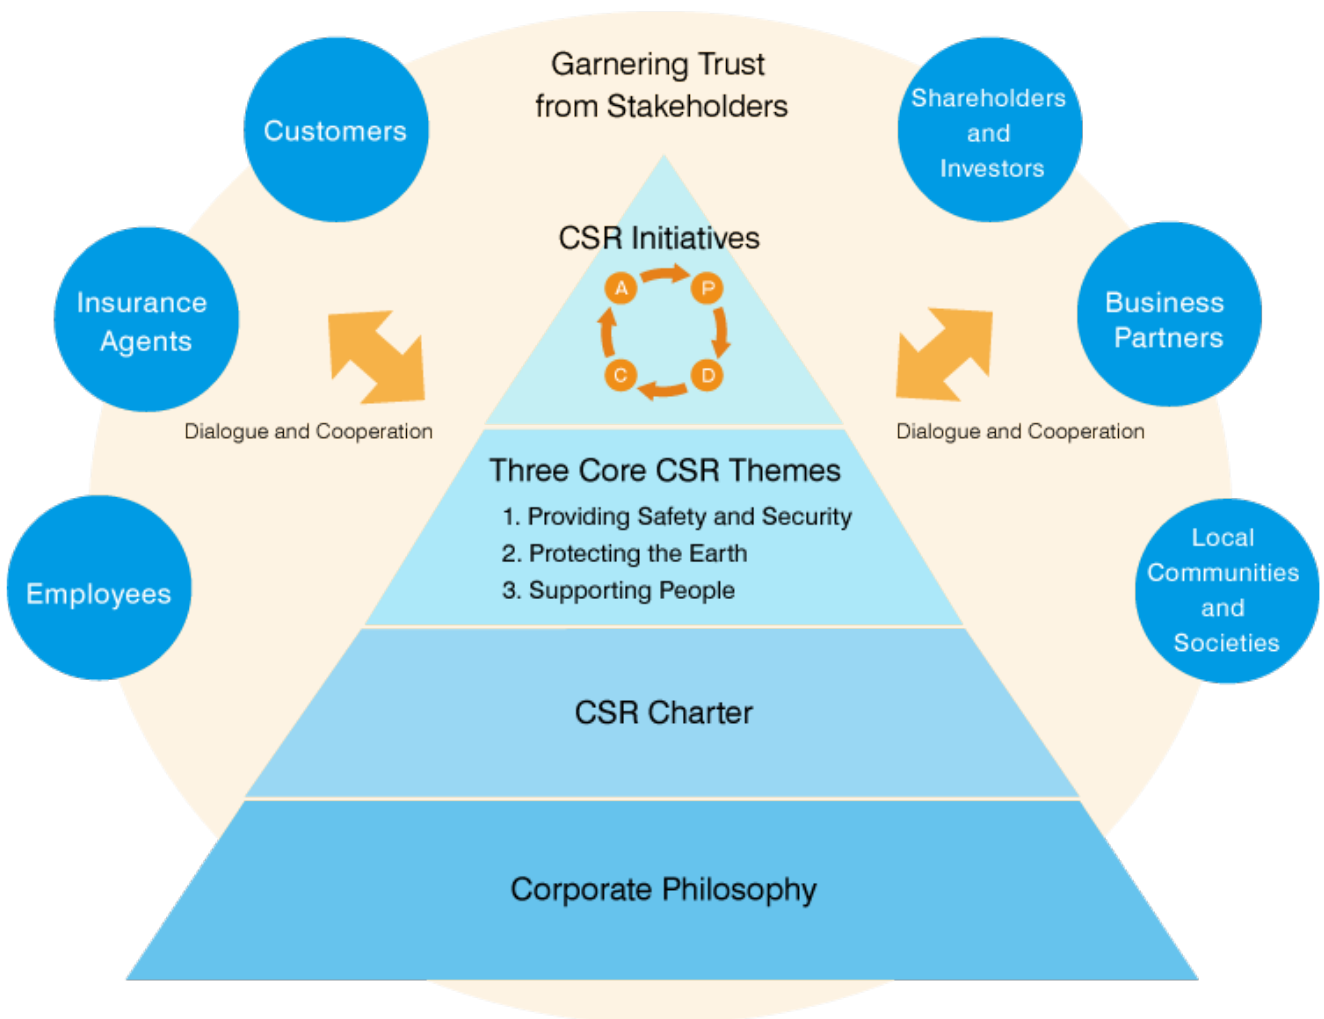 Garnering Trust
from Stakeholders
Customers
Shareholders
and
Investors
Insurance
Agents
Business
Partners
CSR Initiatives
A
P
C
D
Dialogue and Cooperation
Dialogue and Cooperation
Three Core CSR Themes
1. Providing Safety and Security
2. Protecting the Earth
3. Supporting People
Employees
Local
Communities
and
Societies
CSR Charter
Corporate Philosophy